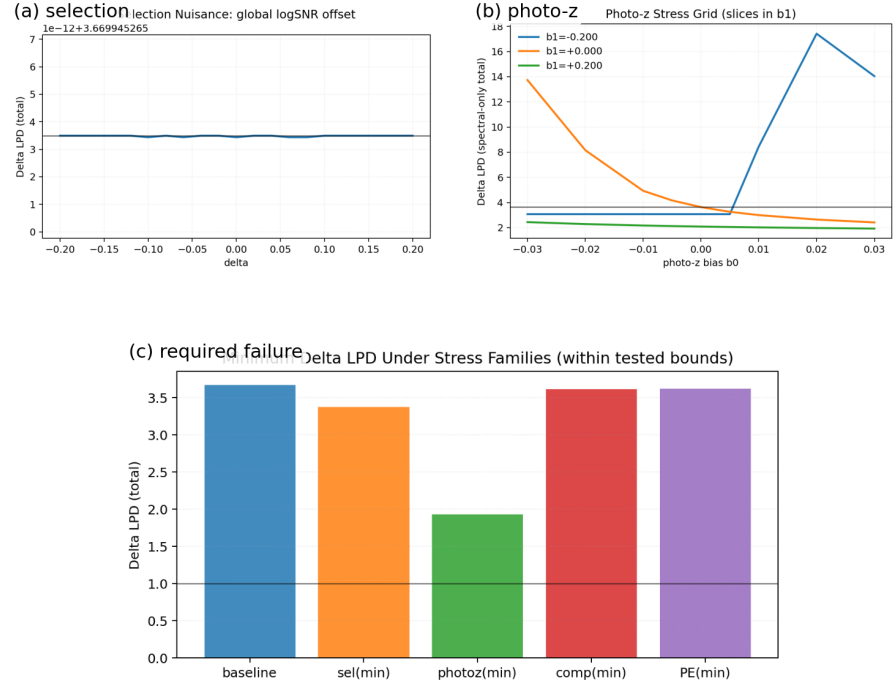 (a) selection
lection Nuisance: global logSNR offset
1e-12+3.669945265
Delta LPD (total)
7
6
5
4
3
2
1
0
−0.20 −0.15 −0.10 −0.05 0.00 0.05 0.10 0.15 0.20
delta
(b) photo-z
Photo-z Stress Grid (slices in b1)
b1=-0.200
b1=+0.000
b1=+0.200
Delta LPD (spectral-only total)
18
16
14
12
10
8
6
4
2
−0.03 −0.02 −0.01 0.00 0.01 0.02 0.03
photo-z bias b0
(c) required failure
Minimum Delta LPD Under Stress Families (within tested bounds)
Delta LPD (total)
3.5
3.0
2.5
2.0
1.5
1.0
0.5
0.0
baseline sel(min) photoz(min) comp(min) PE(min)